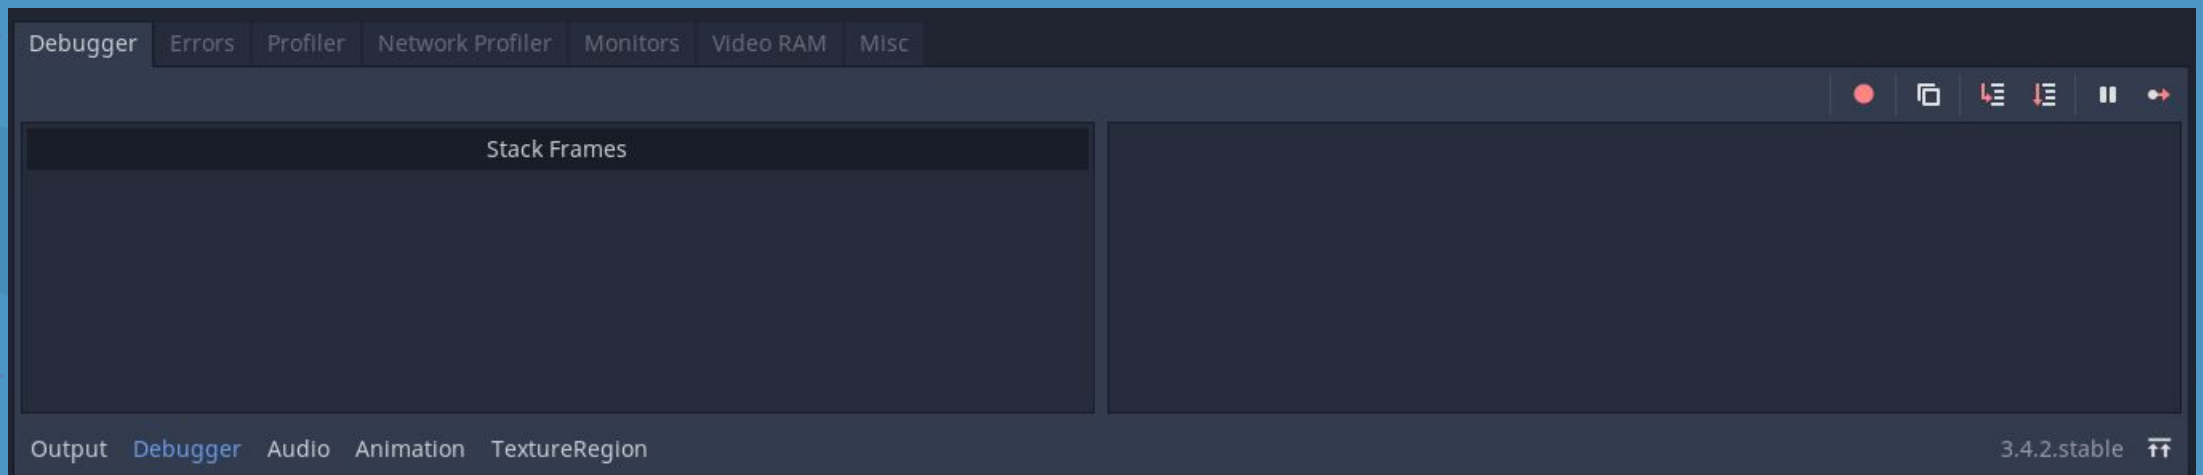 Debugger Errors Profiler Network Profiler Monitors Video RAM Misc
Stack Frames
Output Debugger Audio Animation TextureRegion 3.4.2.stable